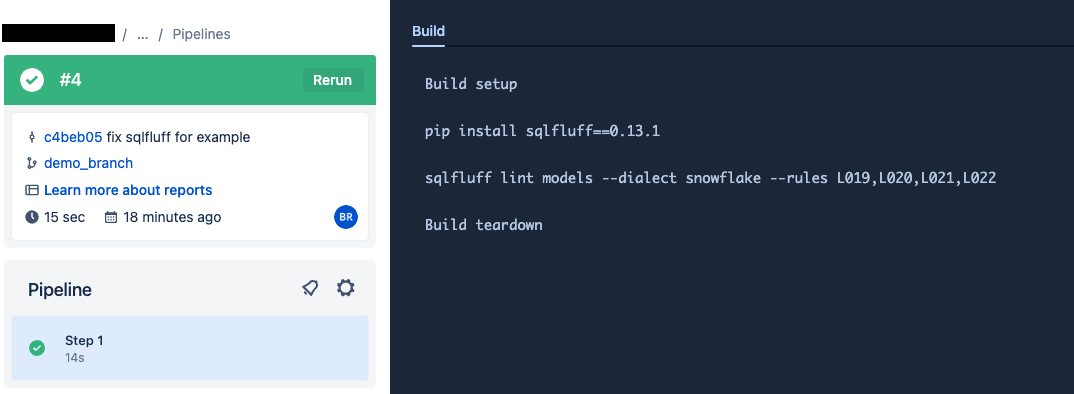 / ... / Pipelines
#4 Rerun
c4beb05 fix sqlfluff for example
demo_branch
Learn more about reports
15 sec 18 minutes ago BR
Pipeline
Step 1
14s
Build
Build setup
pip install sqlfluff==0.13.1
sqlfluff lint models --dialect snowflake --rules L019,L020,L021,L022
Build teardown